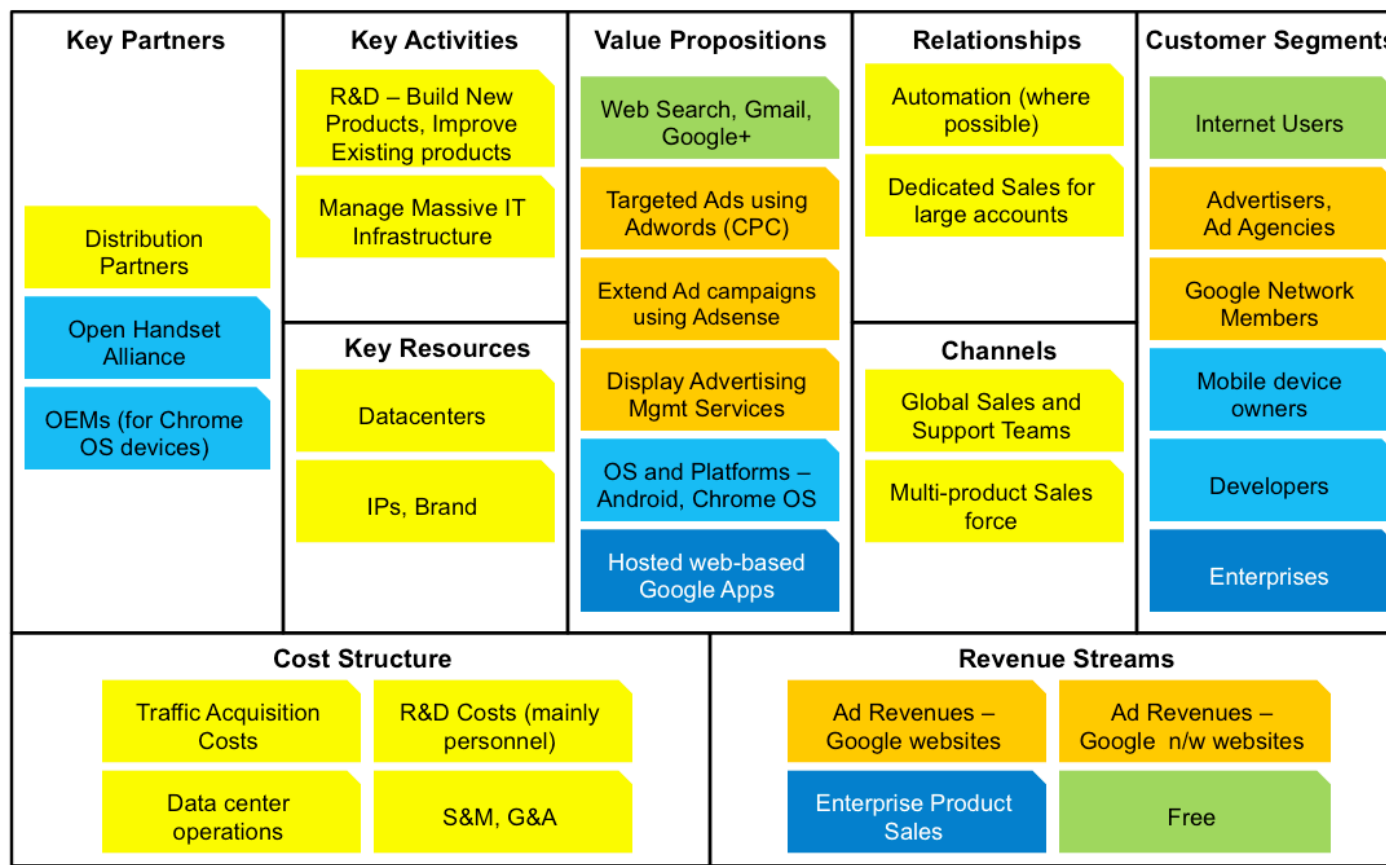 Key Partners
Distribution
Partners
Open Handset
Alliance
OEMs (for Chrome
OS devices)
Key Activities
R&D – Build New
Products, Improve
Existing products
Manage Massive IT
Infrastructure
Key Resources
Datacenters
IPs, Brand
Value Propositions
Web Search, Gmail,
Google+
Targeted Ads using
Adwords (CPC)
Extend Ad campaigns
using Adsense
Display Advertising
Mgmt Services
OS and Platforms –
Android, Chrome OS
Hosted web-based
Google Apps
Relationships
Automation (where
possible)
Dedicated Sales for
large accounts
Channels
Global Sales and
Support Teams
Multi-product Sales
force
Customer Segments
Internet Users
Advertisers,
Ad Agencies
Google Network
Members
Mobile device
owners
Developers
Enterprises
Cost Structure
Traffic Acquisition
Costs
R&D Costs (mainly
personnel)
Data center
operations
S&M, G&A
Revenue Streams
Ad Revenues –
Google websites
Ad Revenues –
Google n/w websites
Enterprise Product
Sales
Free